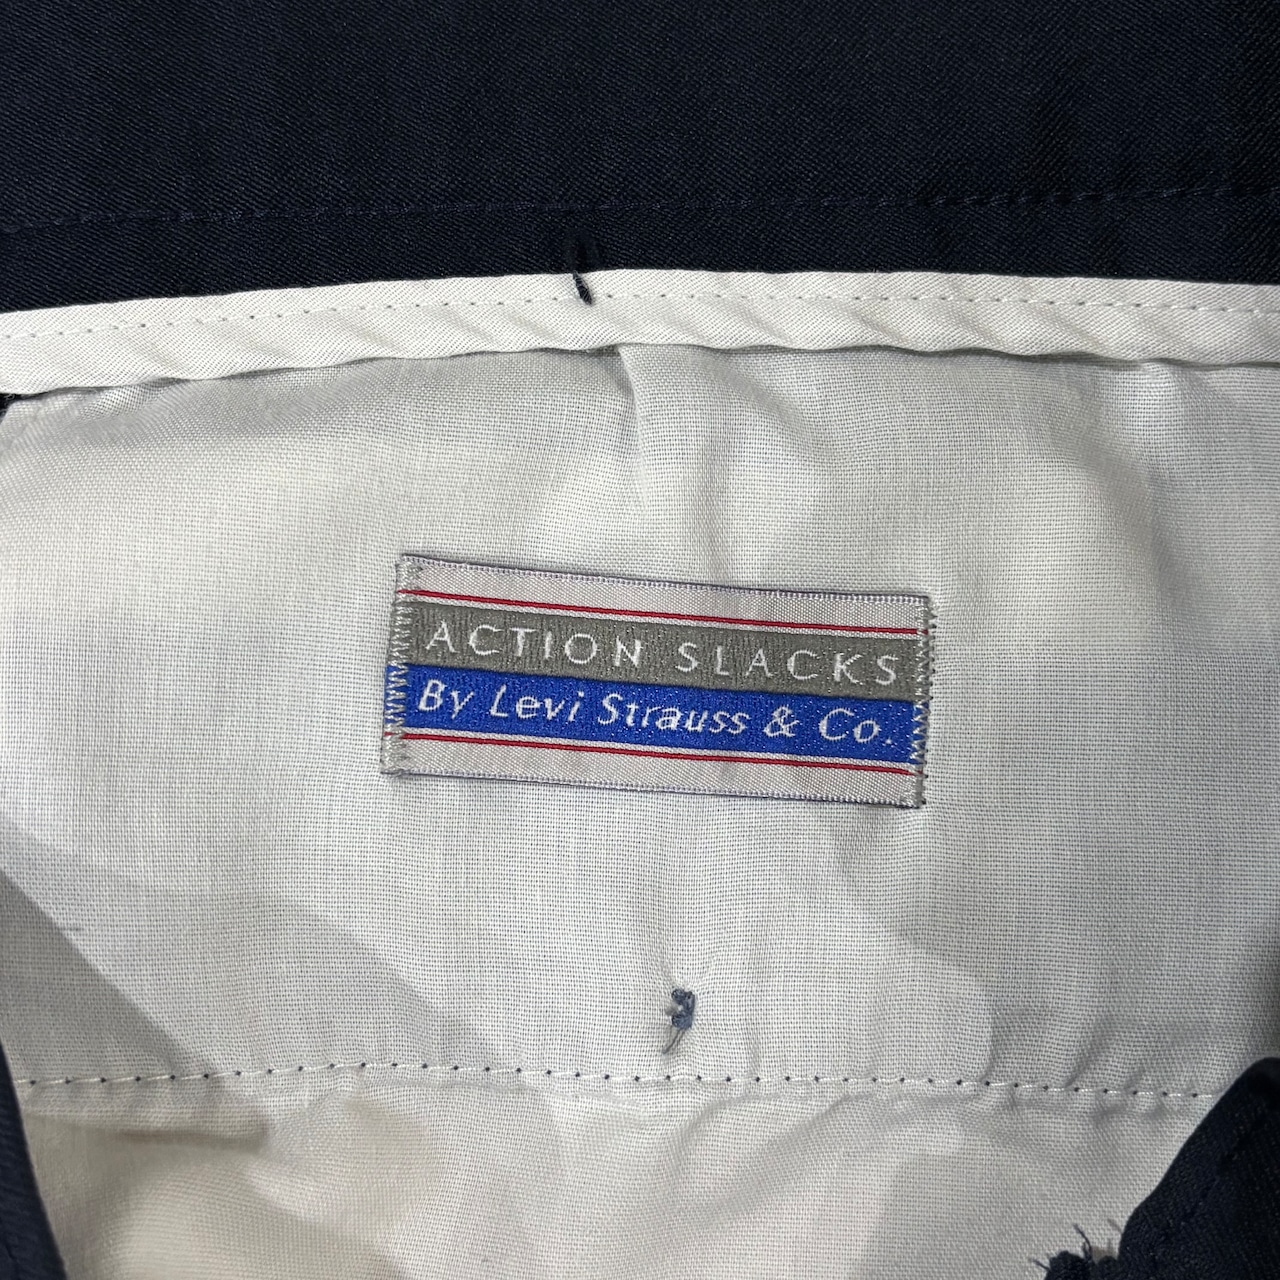 ACTION SLACKS
By Levi Strauss & Co.